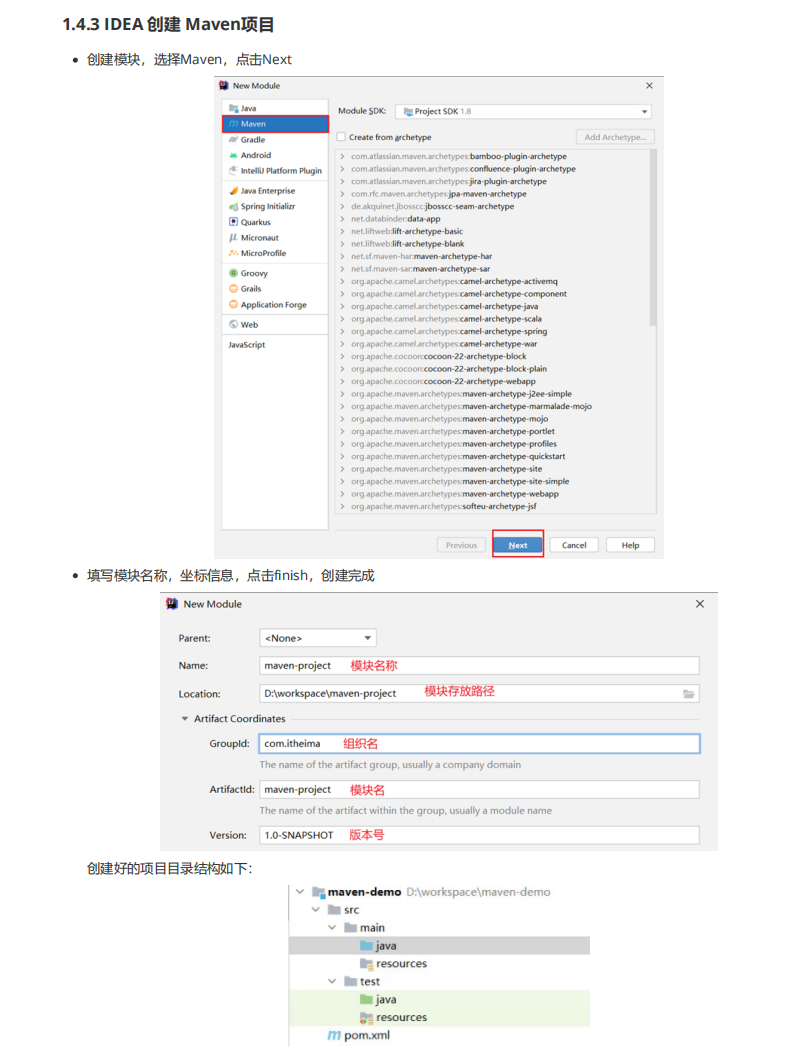 1.4.3 IDEA 创建 Maven项目
创建模块，选择Maven，点击Next
New Module
Java
Maven
Gradle
Android
IntelliJ Platform Plugin
Java Enterprise
Spring Initializr
Quarkus
Micronaut
MicroProfile
Groovy
Grails
Application Forge
Web
JavaScript
Module SDK: Project SDK 1.8
Create from archetype Add Archetype...
com.atlassian.maven.archetypes:bamboo-plugin-archetype
com.atlassian.maven.archetypes:confluence-plugin-archetype
com.atlassian.maven.archetypes:jira-plugin-archetype
com.rfc.maven.archetypes:jpa-maven-archetype
de.akquinet.jbosscc:jbosscc-seam-archetype
net.databinder:data-app
net.liftweb:lift-archetype-basic
net.liftweb:lift-archetype-blank
net.sf.maven-har:maven-archetype-har
net.sf.maven-sar:maven-archetype-sar
org.apache.camel.archetypes:camel-archetype-activemq
org.apache.camel.archetypes:camel-archetype-component
org.apache.camel.archetypes:camel-archetype-java
org.apache.camel.archetypes:camel-archetype-scala
org.apache.camel.archetypes:camel-archetype-spring
org.apache.camel.archetypes:camel-archetype-war
org.apache.cocoon:cocoon-22-archetype-block
org.apache.cocoon:cocoon-22-archetype-block-plain
org.apache.cocoon:cocoon-22-archetype-webapp
org.apache.maven.archetypes:maven-archetype-j2ee-simple
org.apache.maven.archetypes:maven-archetype-marmalade-mojo
org.apache.maven.archetypes:maven-archetype-mojo
org.apache.maven.archetypes:maven-archetype-portlet
org.apache.maven.archetypes:maven-archetype-profiles
org.apache.maven.archetypes:maven-archetype-quickstart
org.apache.maven.archetypes:maven-archetype-site
org.apache.maven.archetypes:maven-archetype-site-simple
org.apache.maven.archetypes:maven-archetype-webapp
org.apache.maven.archetypes:softeu-archetype-jsf
Previous Next Cancel Help
填写模块名称，坐标信息，点击finish，创建完成
New Module
Parent: <None>
Name: maven-project 模块名称
Location: D:\workspace\maven-project 模块存放路径
Artifact Coordinates
GroupId: com.itheima 组织名
The name of the artifact group, usually a company domain
ArtifactId: maven-project 模块名
The name of the artifact within the group, usually a module name
Version: 1.0-SNAPSHOT 版本号
创建好的项目目录结构如下：
maven-demo D:\workspace\maven-demo
src
main
java
resources
test
java
resources
pom.xml